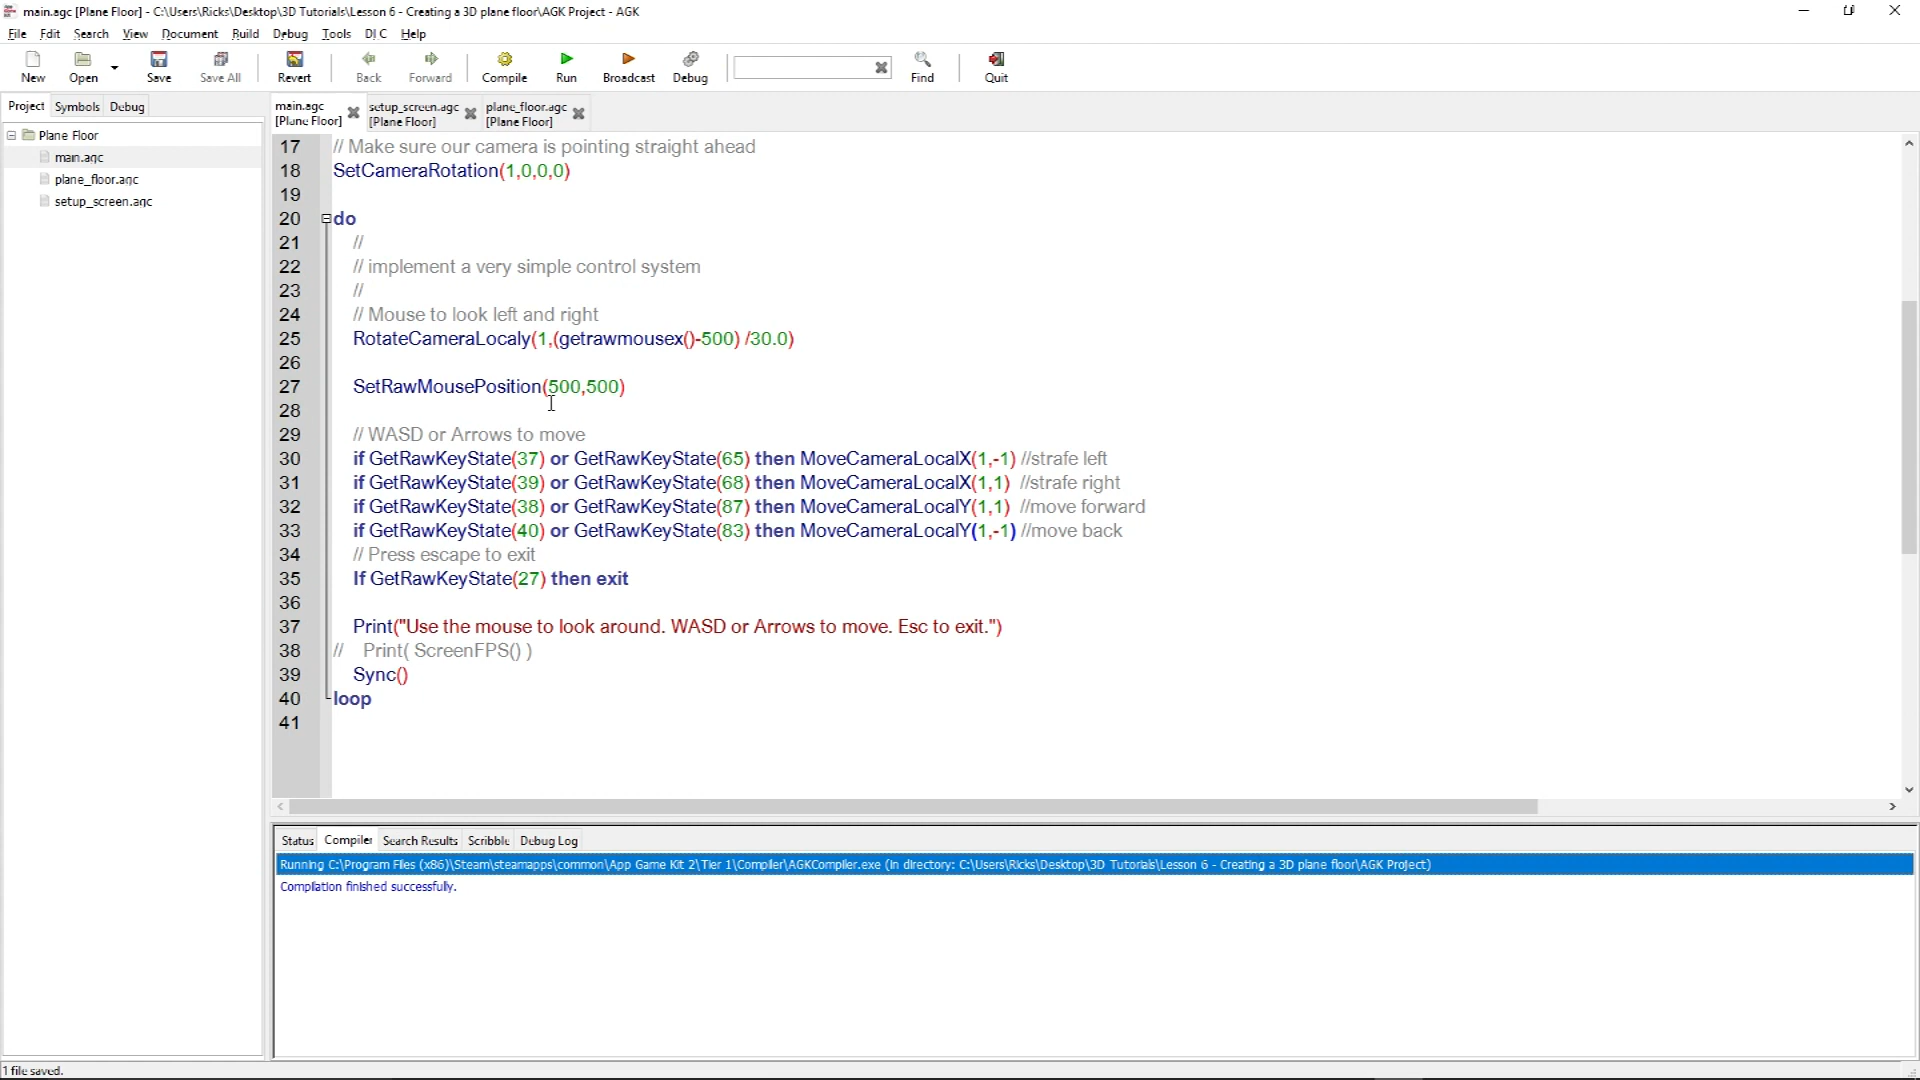 main.agc [Plane Floor] - C:\Users\Ricks\Desktop\3D Tutorials\Lesson 6 - Creating a 3D plane floor\AGK Project - AGK
File Edit Search View Document Build Debug Tools DLC Help
New Open Save Save All Revert Back Forward Compile Run Broadcast Debug Find Quit
Project Symbols Debug
main.agc [Plane Floor] setup_screen.agc [Plane Floor] plane_floor.agc [Plane Floor]
Plane Floor
main.agc
plane_floor.agc
setup_screen.agc
17 // Make sure our camera is pointing straight ahead
18 SetCameraRotation(1,0,0,0)
19
20 do
21 //
22 // implement a very simple control system
23 //
24 // Mouse to look left and right
25 RotateCameraLocaly(1,(getrawmousex()-500) /30.0)
26
27 SetRawMousePosition(500,500)
28
29 // WASD or Arrows to move
30 if GetRawKeyState(37) or GetRawKeyState(65) then MoveCameraLocalX(1,-1) //strafe left
31 if GetRawKeyState(39) or GetRawKeyState(68) then MoveCameraLocalX(1,1) //strafe right
32 if GetRawKeyState(38) or GetRawKeyState(87) then MoveCameraLocalY(1,1) //move forward
33 if GetRawKeyState(40) or GetRawKeyState(83) then MoveCameraLocalY(1,-1) //move back
34 // Press escape to exit
35 If GetRawKeyState(27) then exit
36
37 Print("Use the mouse to look around. WASD or Arrows to move. Esc to exit.")
38 // Print( ScreenFPS() )
39 Sync()
40 loop
41
Status Compiler Search Results Scribble Debug Log
Running C:\Program Files (x86)\Steam\steamapps\common\App Game Kit 2\Tier 1\Compiler\AGKCompiler.exe (in directory: C:\Users\Ricks\Desktop\3D Tutorials\Lesson 6 - Creating a 3D plane floor\AGK Project)
Compilation finished successfully.
1 file saved.